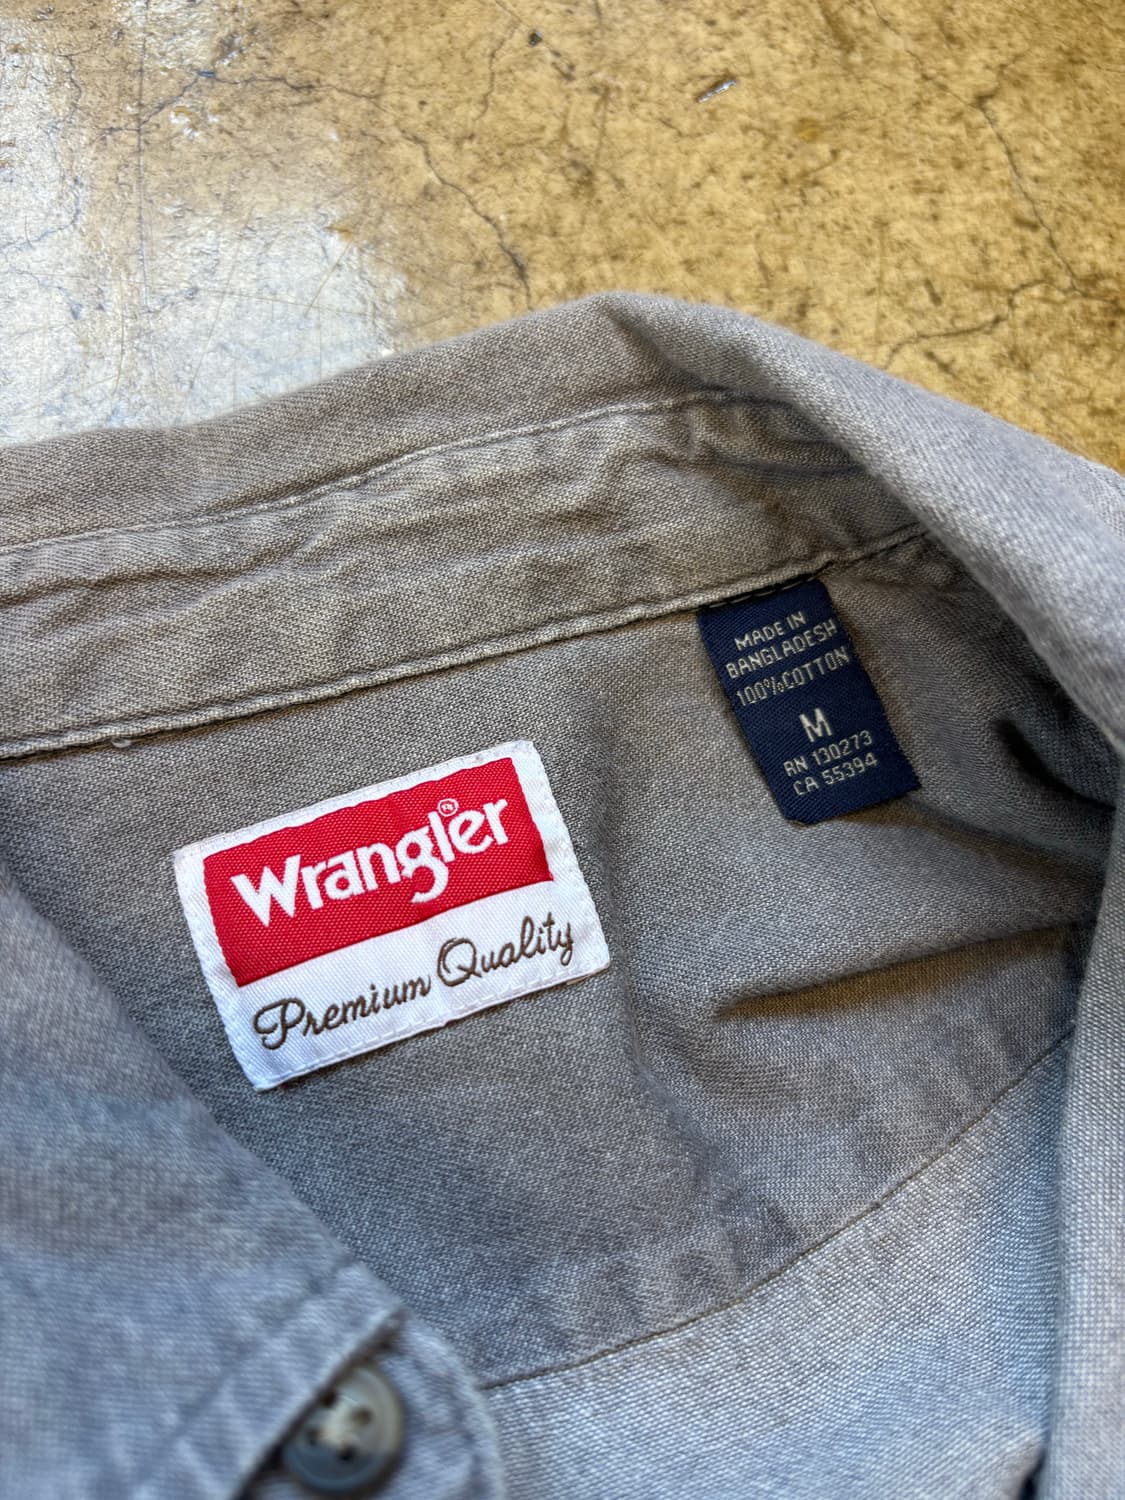 Wrangler®
Premium Quality
MADE IN
BANGLADESH
100%COTTON
M
RN 130273
CA 55394